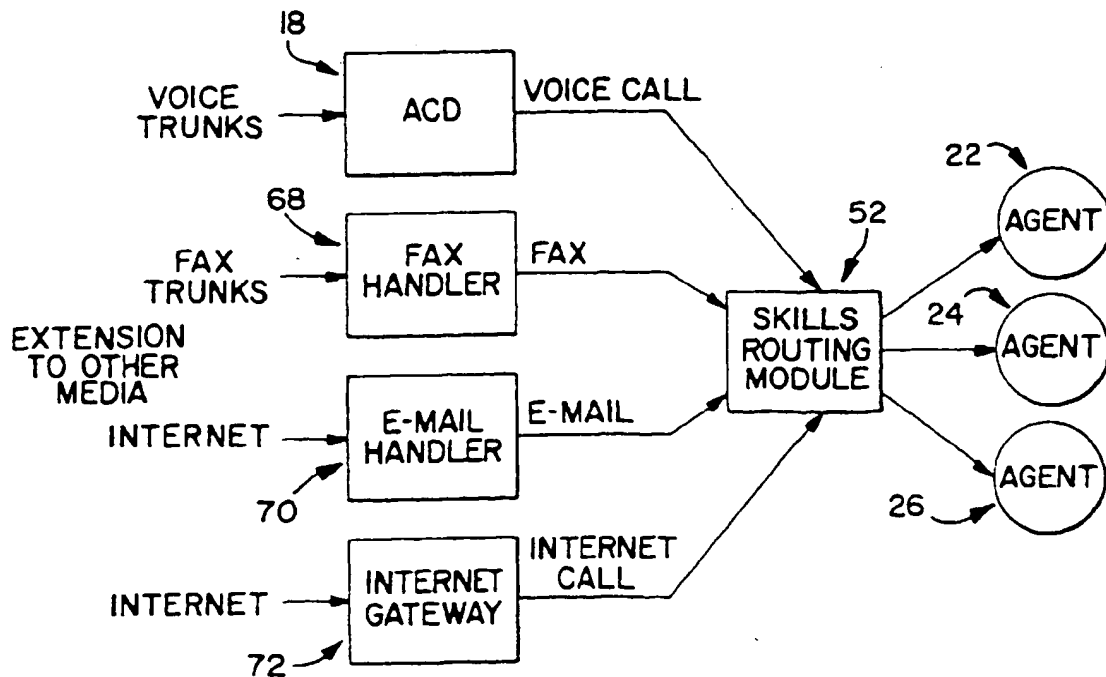 18
VOICE
TRUNKS
ACD
VOICE CALL
68
FAX
TRUNKS
FAX
HANDLER
FAX
EXTENSION
TO OTHER
MEDIA
INTERNET
E-MAIL
HANDLER
E-MAIL
70
INTERNET
INTERNET
GATEWAY
INTERNET
CALL
72
52
SKILLS
ROUTING
MODULE
22
AGENT
24
AGENT
AGENT
26